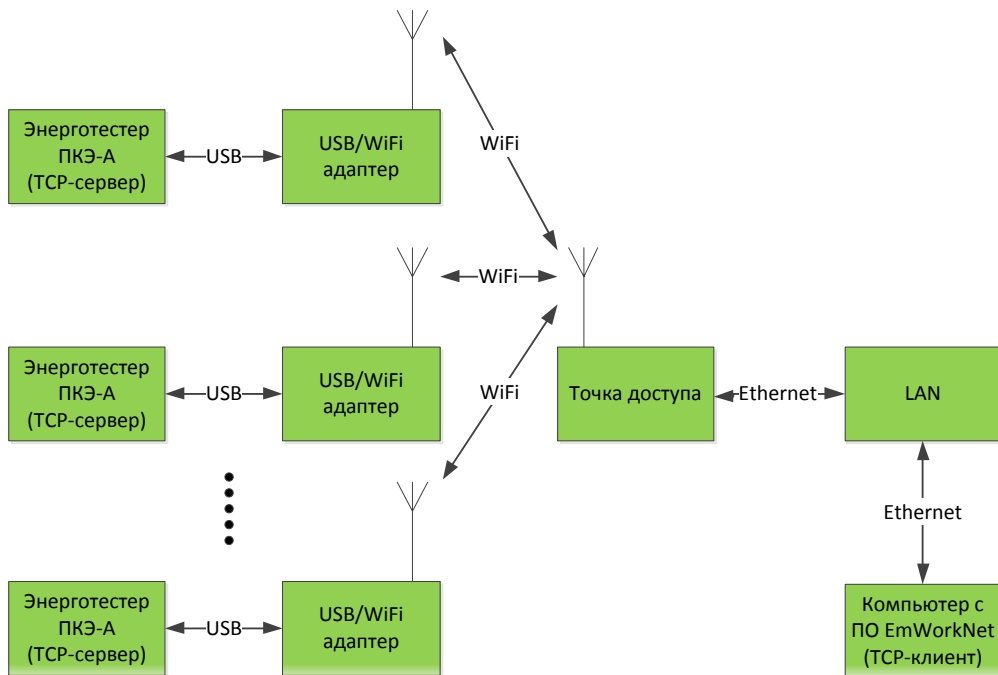 WiFi
Энерготестер
ПКЭ-А
(TCP-сервер)
USB
USB/WiFi
адаптер
WiFi
Энерготестер
ПКЭ-А
(TCP-сервер)
USB
USB/WiFi
адаптер
WiFi
Точка доступа
Ethernet
LAN
Ethernet
Энерготестер
ПКЭ-А
(TCP-сервер)
USB
USB/WiFi
адаптер
Компьютер с
ПО EmWorkNet
(TCP-клиент)